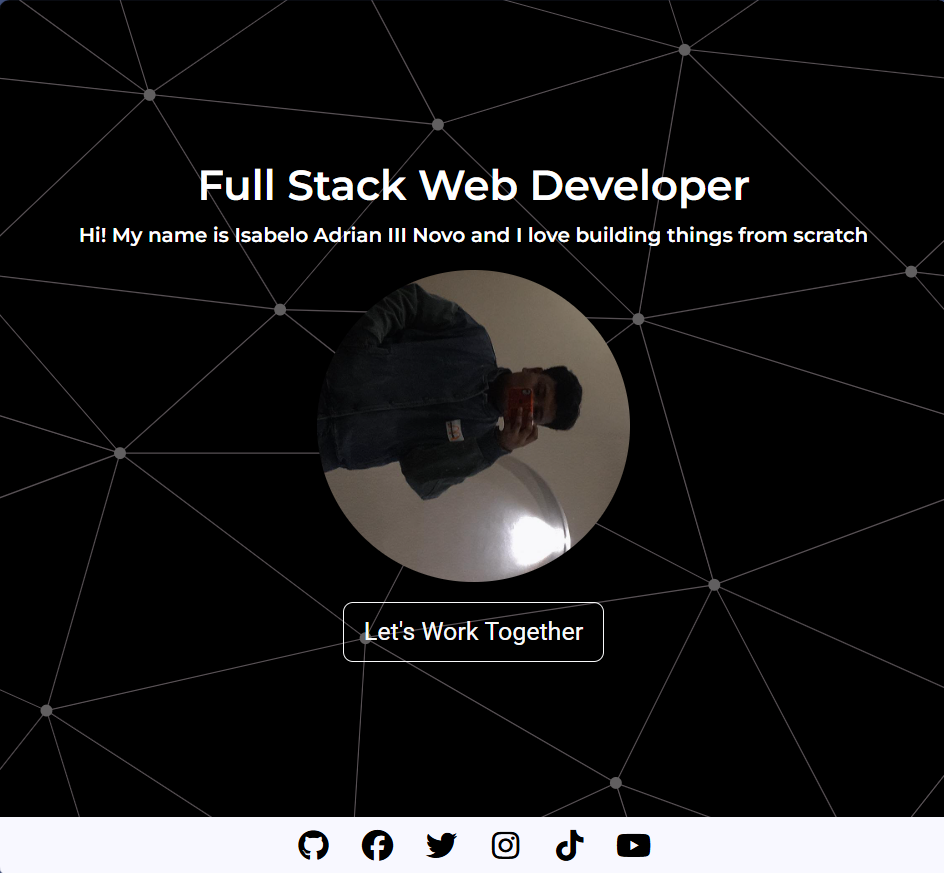 Full Stack Web Developer
Hi! My name is Isabelo Adrian III Novo and I love building things from scratch
Let's Work Together